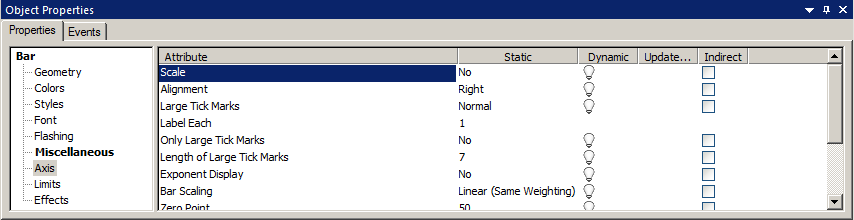 Object Properties
Properties Events
Bar
Geometry
Colors
Styles
Font
Flashing
Miscellaneous
Axis
Limits
Effects
Attribute Static Dynamic Update... Indirect
Scale No
Alignment Right
Large Tick Marks Normal
Label Each 1
Only Large Tick Marks No
Length of Large Tick Marks 7
Exponent Display No
Bar Scaling Linear (Same Weighting)
Zero Point 50